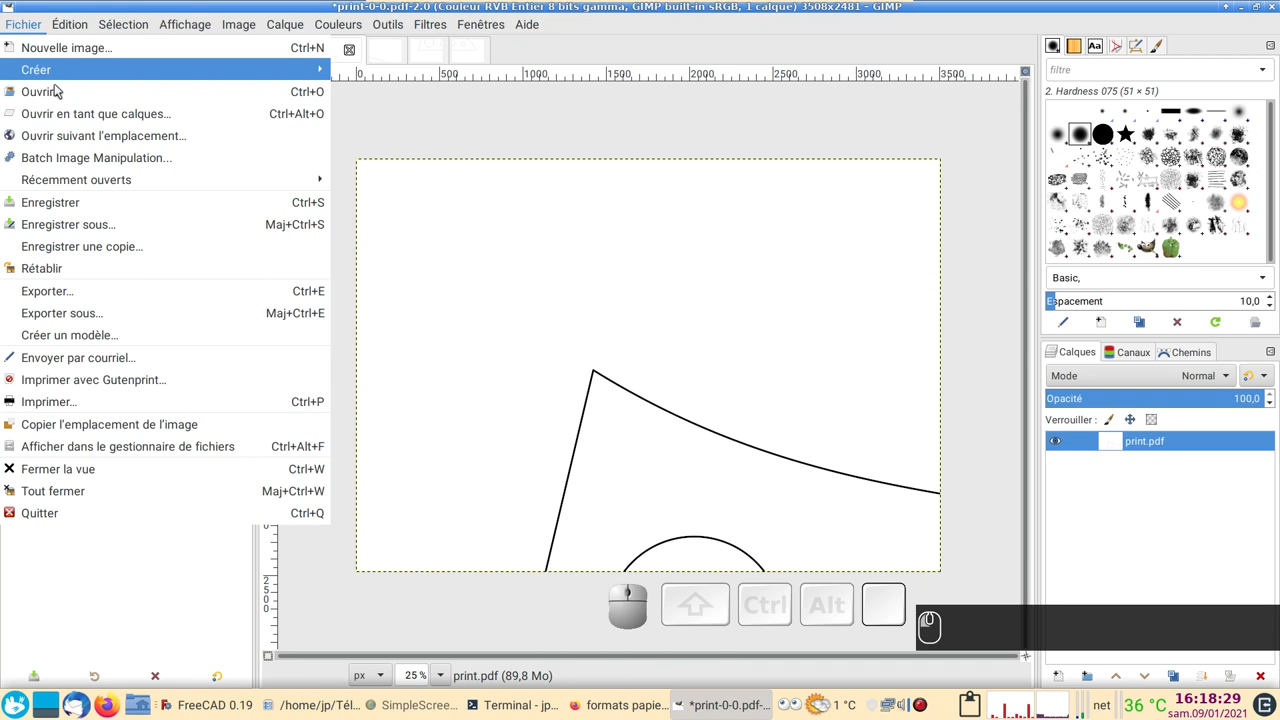 *print-0-0.pdf-2.0 (Couleur RVB Entier 8 bits gamma, GIMP built-in sRGB, 1 calque) 3508x2481 – GIMP
Fichier Édition Sélection Affichage Image Calque Couleurs Outils Filtres Fenêtres Aide
Nouvelle image… Ctrl+N
Créer
Ouvrir Ctrl+O
Ouvrir en tant que calques… Ctrl+Alt+O
Ouvrir suivant l'emplacement…
Batch Image Manipulation…
Récemment ouverts
Enregistrer Ctrl+S
Enregistrer sous… Maj+Ctrl+S
Enregistrer une copie…
Rétablir
Exporter… Ctrl+E
Exporter sous… Maj+Ctrl+E
Créer un modèle…
Envoyer par courriel…
Imprimer avec Gutenprint…
Imprimer… Ctrl+P
Copier l'emplacement de l'image
Afficher dans le gestionnaire de fichiers Ctrl+Alt+F
Fermer la vue Ctrl+W
Tout fermer Maj+Ctrl+W
Quitter Ctrl+Q
0 500 1000 1500 2000 2500 3000 3500
2500
Ctrl Alt
px 25 % print.pdf (89,8 Mo)
Aa
filtre
2. Hardness 075 (51 × 51)
Basic,
Espacement 10,0
Calques Canaux Chemins
Mode Normal
Opacité 100,0
Verrouiller :
print.pdf
FreeCAD 0.19 /home/jp/Tél… SimpleScree… Terminal - jp… formats papie… *print-0-0.pdf-… 1 °C net 36 °C 16:18:29
sam.09/01/2021